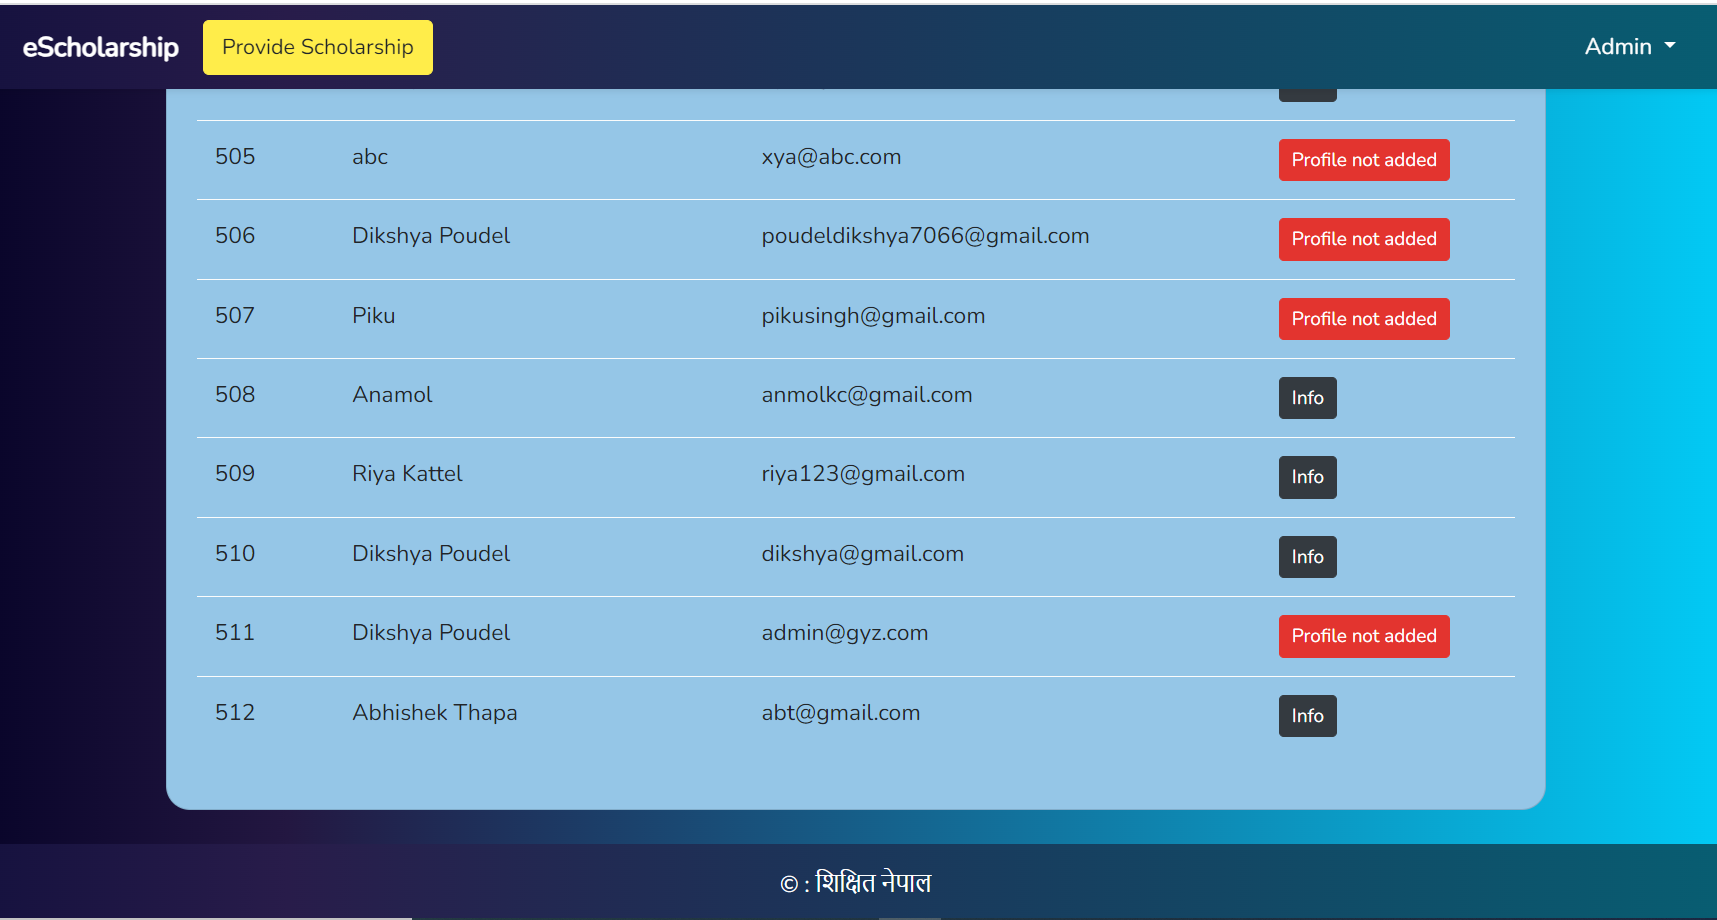 eScholarship Provide Scholarship Admin
505 abc xya@abc.com Profile not added
506 Dikshya Poudel poudeldikshya7066@gmail.com Profile not added
507 Piku pikusingh@gmail.com Profile not added
508 Anamol anmolkc@gmail.com Info
509 Riya Kattel riya123@gmail.com Info
510 Dikshya Poudel dikshya@gmail.com Info
511 Dikshya Poudel admin@gyz.com Profile not added
512 Abhishek Thapa abt@gmail.com Info
© : शिक्षित नेपाल